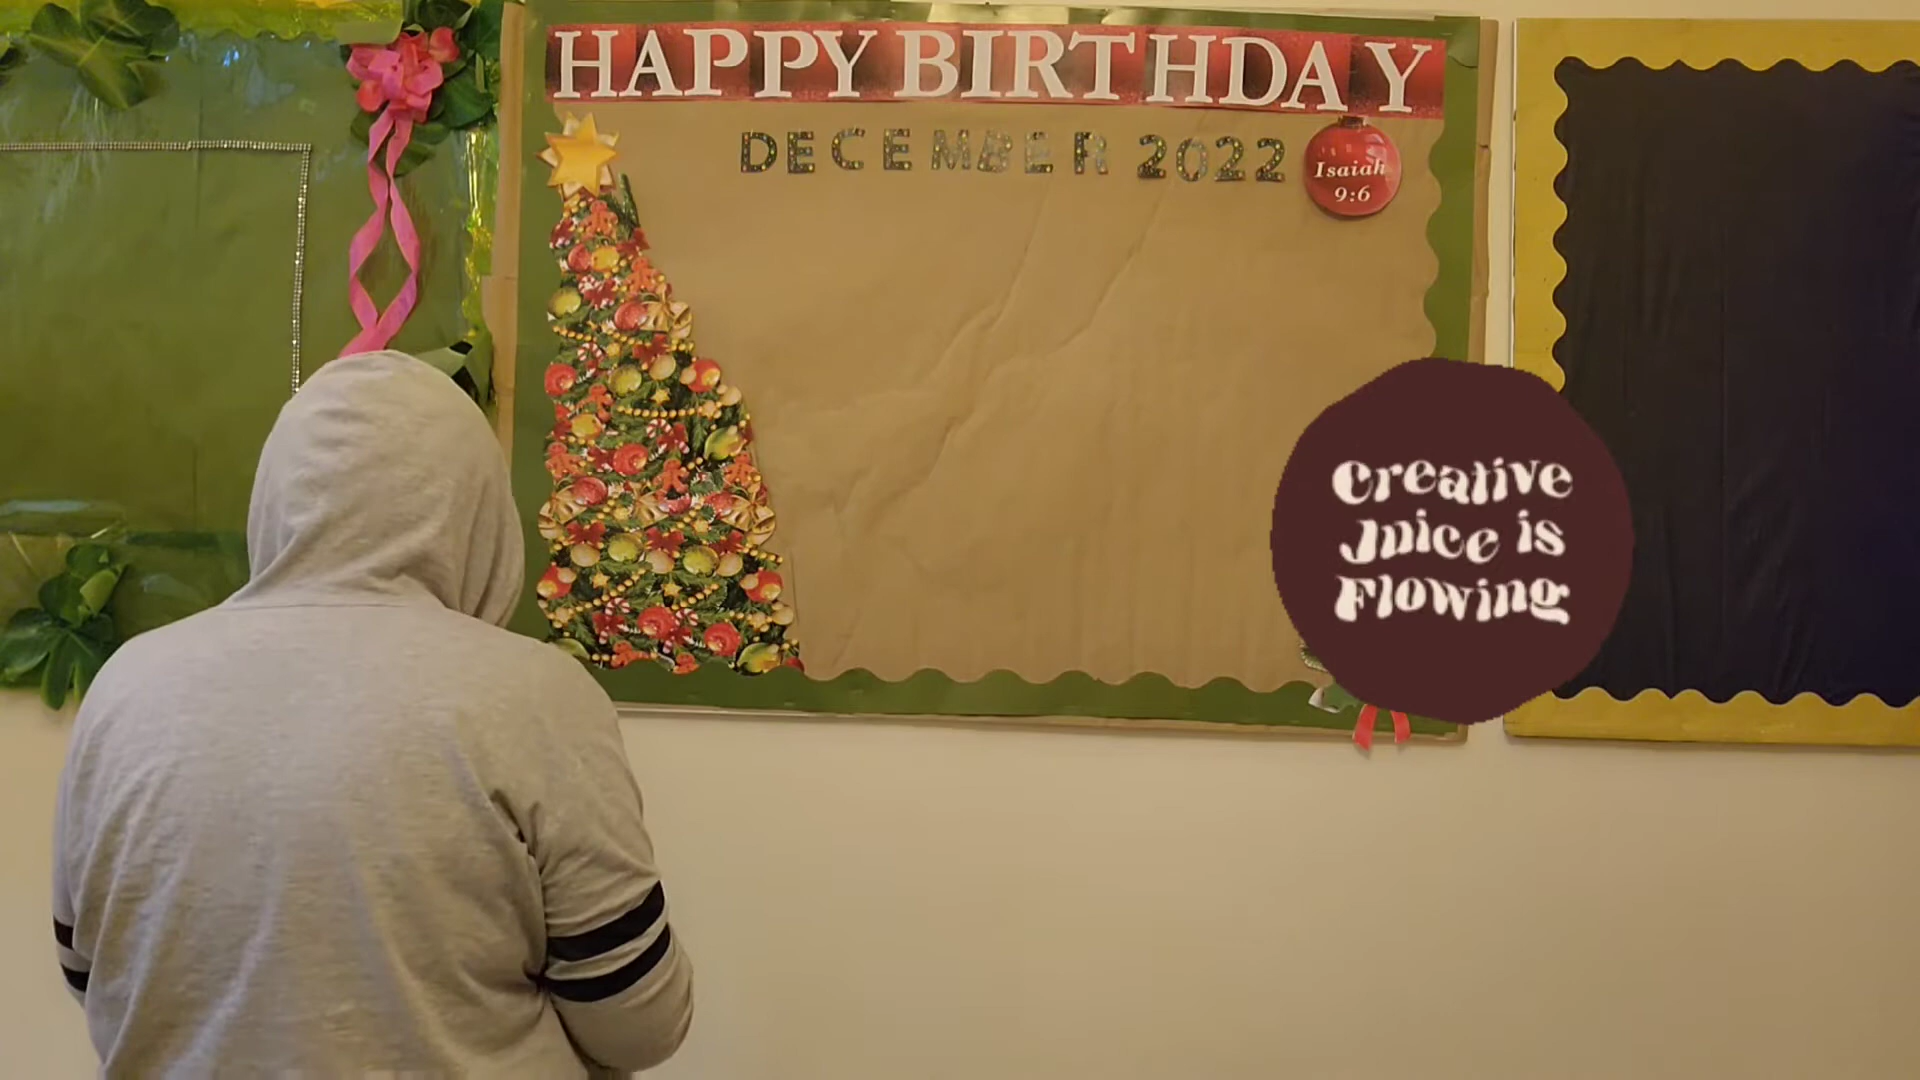 HAPPY BIRTHDAY
DECEMBER 2022
Isaiah
9:6
Creative
Juice is
Flowing